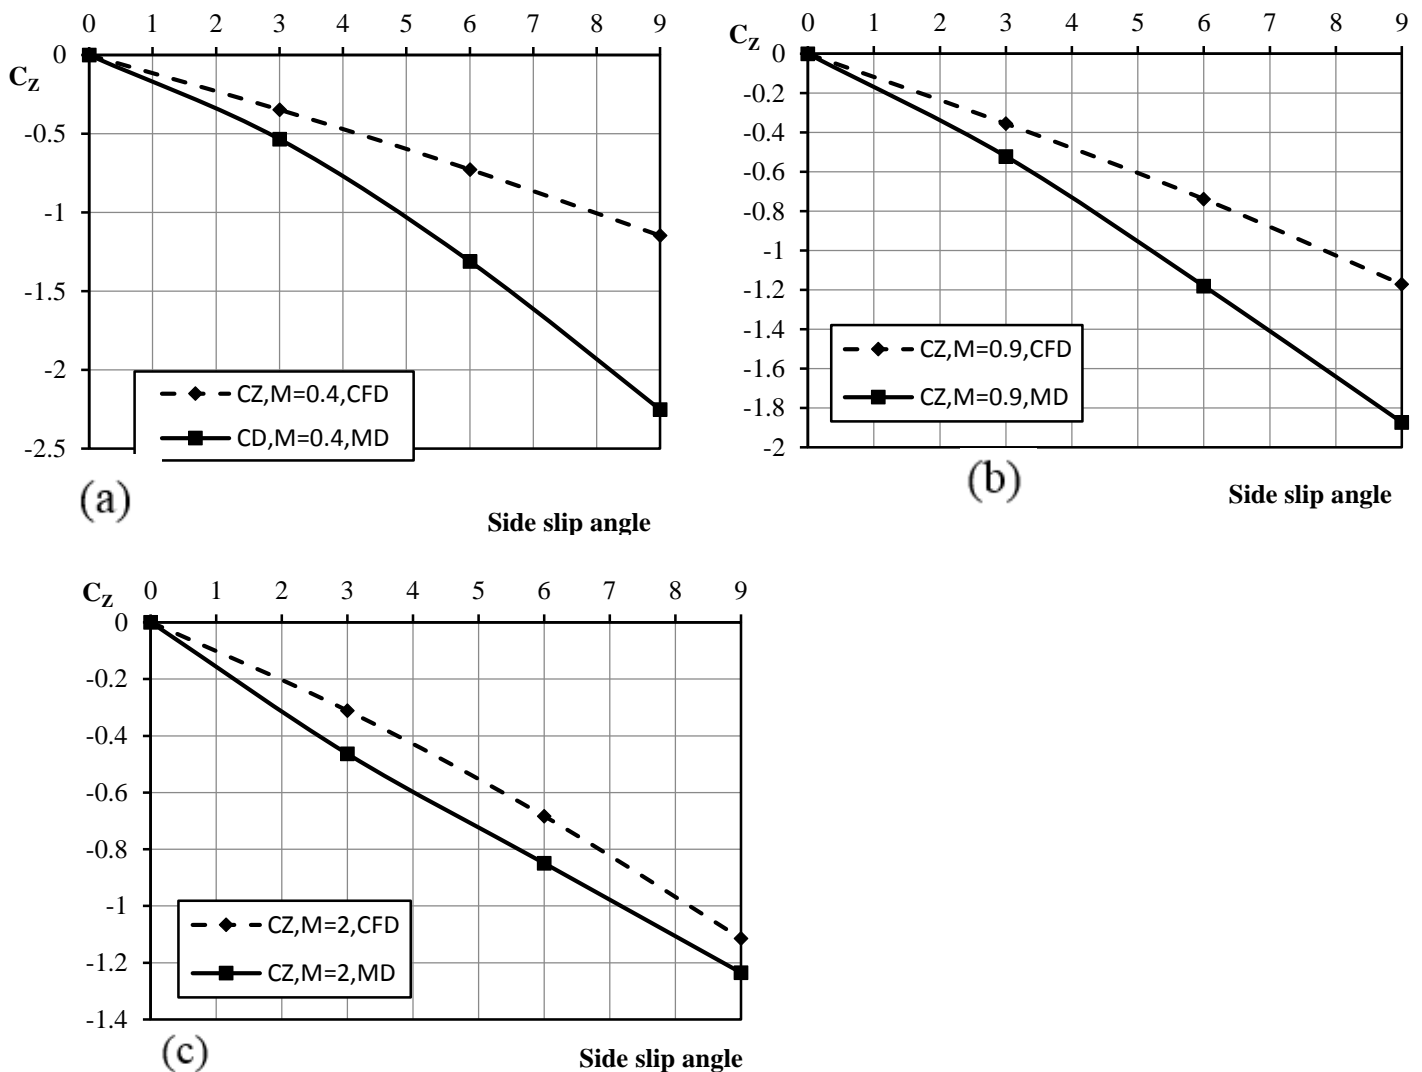 0 1 2 3 4 5 6 7 8 9
C_Z
0
-0.5
-1
-1.5
-2
-2.5
CZ,M=0.4,CFD
CD,M=0.4,MD
(a)
Side slip angle
0 1 2 3 4 5 6 7 8 9
C_Z
0
-0.2
-0.4
-0.6
-0.8
-1
-1.2
-1.4
-1.6
-1.8
-2
CZ,M=0.9,CFD
CZ,M=0.9,MD
(b)
Side slip angle
C_Z
0 1 2 3 4 5 6 7 8 9
0
-0.2
-0.4
-0.6
-0.8
-1
-1.2
-1.4
CZ,M=2,CFD
CZ,M=2,MD
(c)
Side slip angle